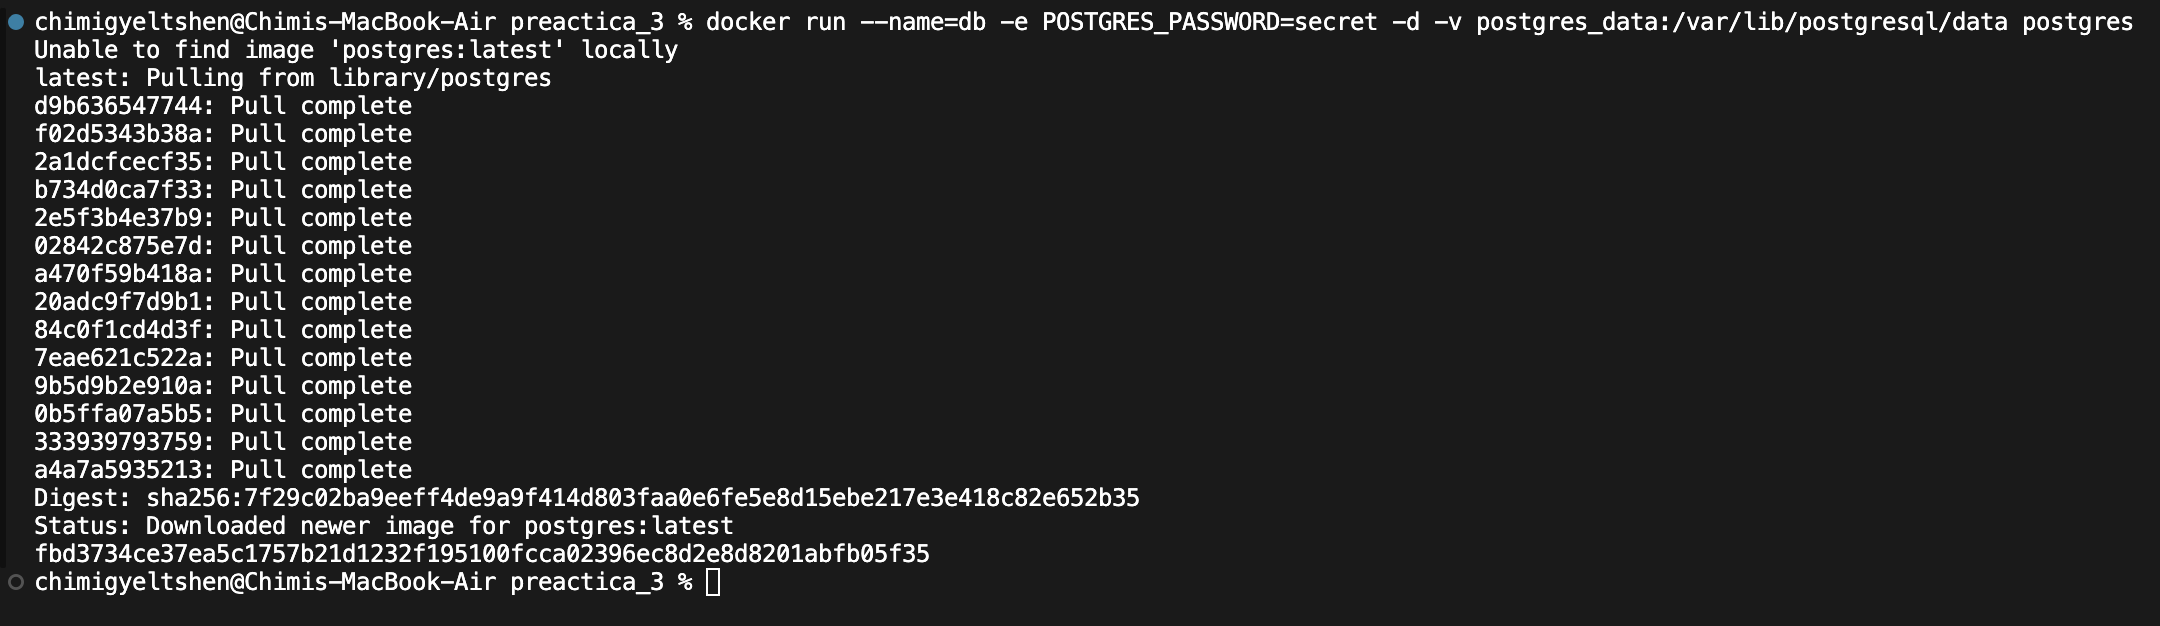 chimigyeltshen@Chimis-MacBook-Air preactica_3 % docker run --name=db -e POSTGRES_PASSWORD=secret -d -v postgres_data:/var/lib/postgresql/data postgres
Unable to find image 'postgres:latest' locally
latest: Pulling from library/postgres
d9b636547744: Pull complete
f02d5343b38a: Pull complete
2a1dcfcecf35: Pull complete
b734d0ca7f33: Pull complete
2e5f3b4e37b9: Pull complete
02842c875e7d: Pull complete
a470f59b418a: Pull complete
20adc9f7d9b1: Pull complete
84c0f1cd4d3f: Pull complete
7eae621c522a: Pull complete
9b5d9b2e910a: Pull complete
0b5ffa07a5b5: Pull complete
333939793759: Pull complete
a4a7a5935213: Pull complete
Digest: sha256:7f29c02ba9eeff4de9a9f414d803faa0e6fe5e8d15ebe217e3e418c82e652b35
Status: Downloaded newer image for postgres:latest
fbd3734ce37ea5c1757b21d1232f195100fcca02396ec8d2e8d8201abfb05f35
chimigyeltshen@Chimis-MacBook-Air preactica_3 %